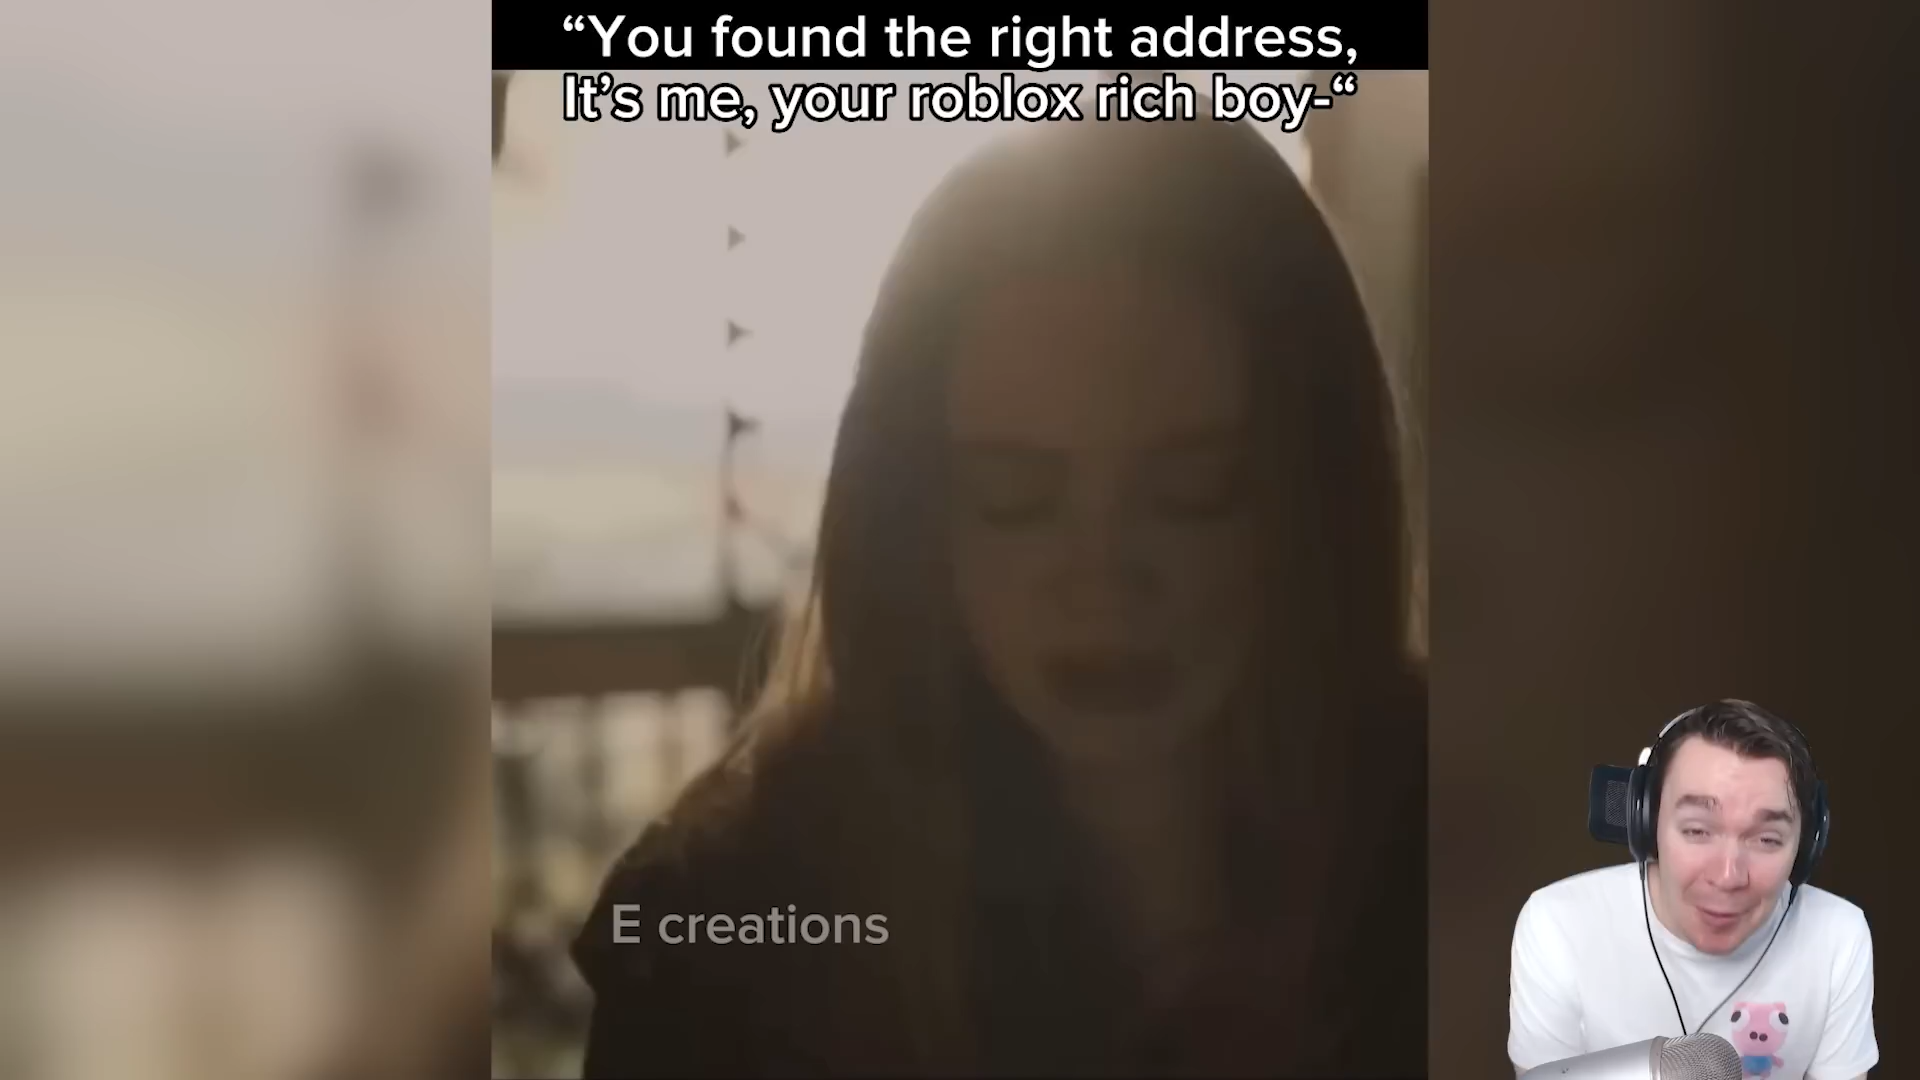 “You found the right address,
It’s me, your roblox rich boy-“
E creations